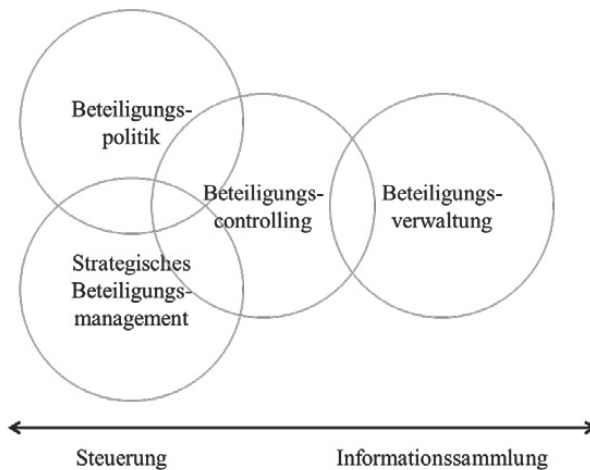 Beteiligungs-
politik
Beteiligungs-
controlling
Beteiligungs-
verwaltung
Strategisches
Beteiligungs-
management
Steuerung
Informationssammlung